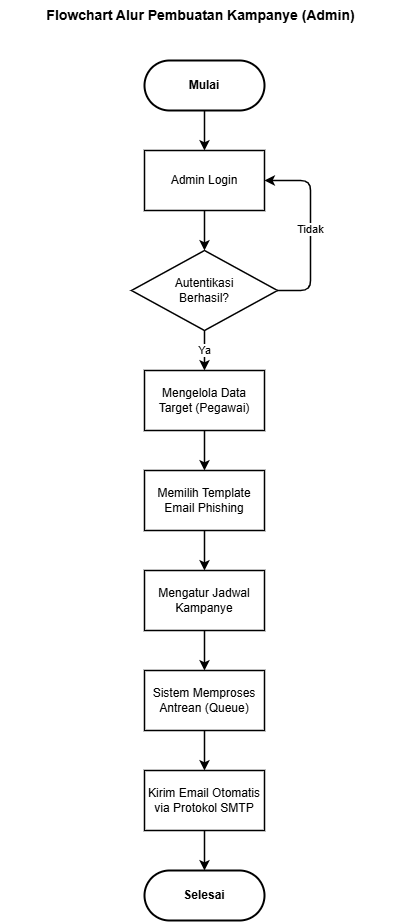 Flowchart Alur Pembuatan Kampanye (Admin)
Mulai
Admin Login
Tidak
Autentikasi
Berhasil?
Ya
Mengelola Data
Target (Pegawai)
Memilih Template
Email Phishing
Mengatur Jadwal
Kampanye
Sistem Memproses
Antrean (Queue)
Kirim Email Otomatis
via Protokol SMTP
Selesai